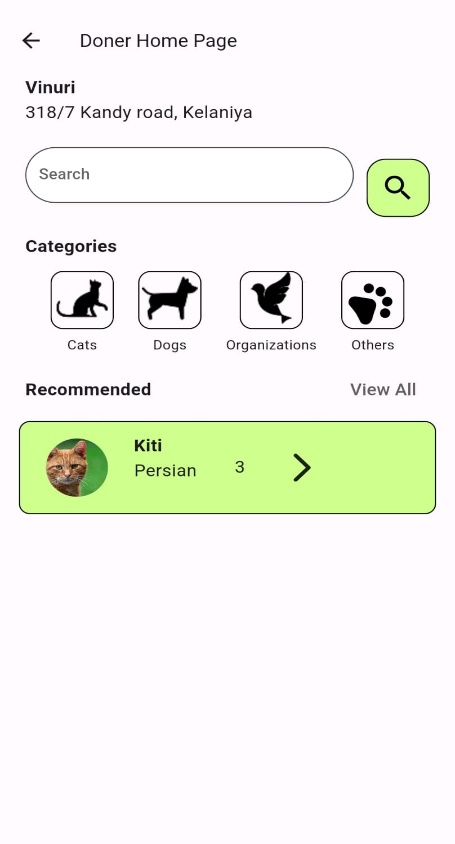 Doner Home Page
Vinuri
318/7 Kandy road, Kelaniya
Search
Categories
Cats Dogs Organizations Others
Recommended View All
Kiti
Persian 3